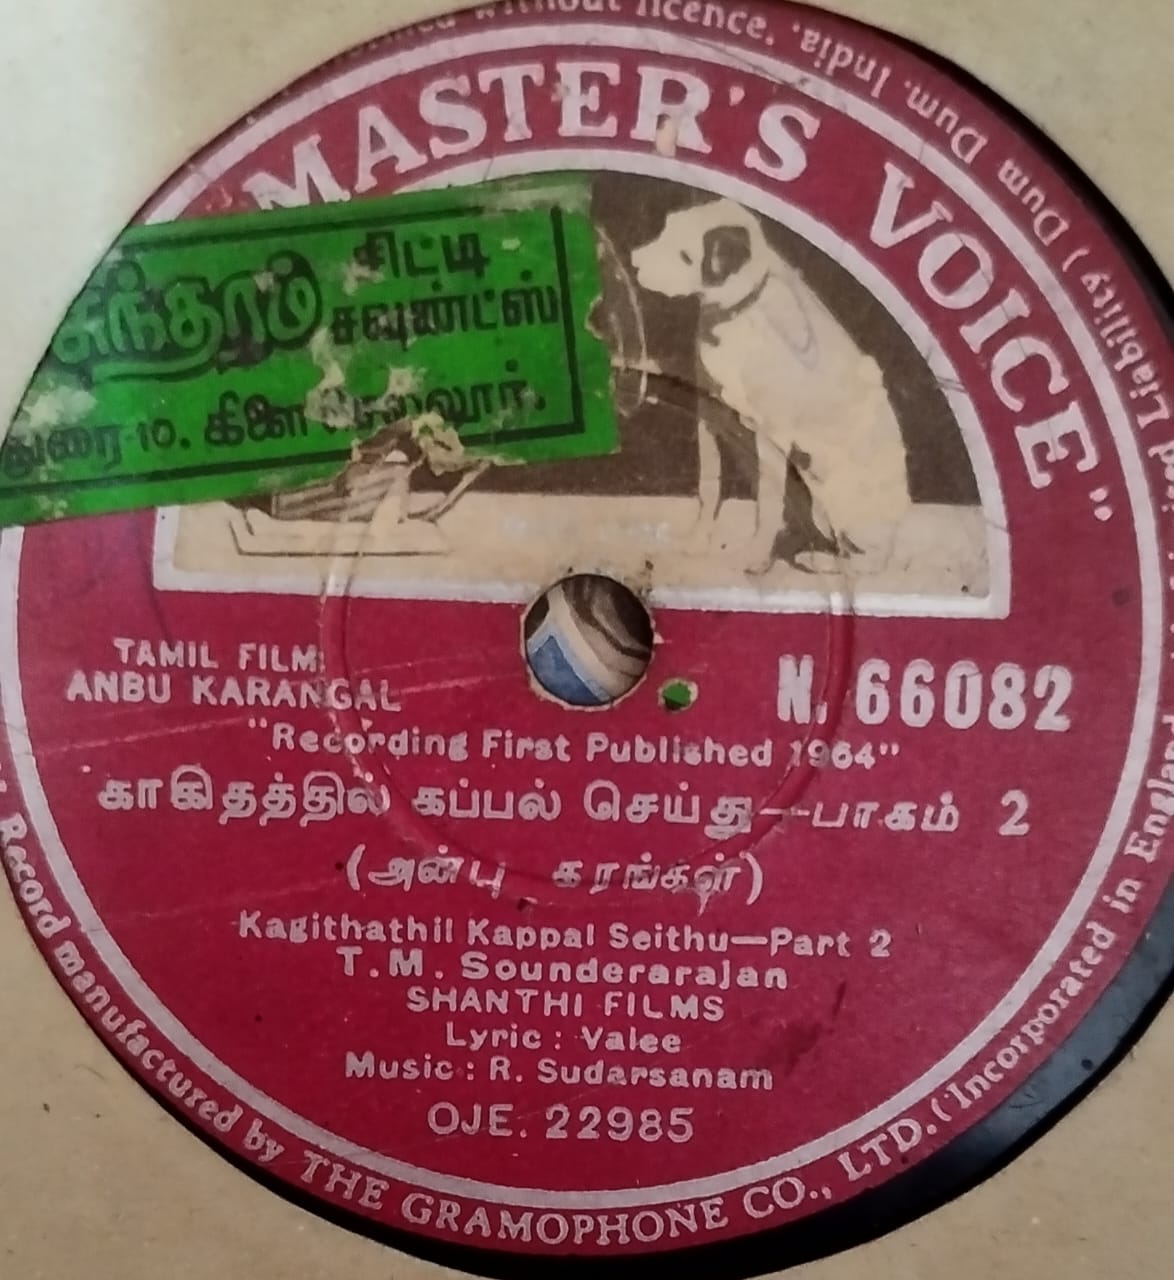 without licence.
MASTER'S VOICE"
சுந்தரம் சிட்டி
சவுண்ட்ஸ்
10. கிளை
TAMIL FILM:
ANBU KARANGAL
N. 66082
"Recording First Published 1964"
காகிதத்தில் கப்பல் செய்து—பாகம் 2
(அன்பு கரங்கள்)
Kagithathil Kappal Seithu—Part 2
T.M. Sounderarajan
SHANTHI FILMS
Lyric : Valee
Music : R. Sudarsanam
OJE. 22985
Record manufactured by THE GRAMOPHONE CO., LTD. (Incorporated in England Liability) Dum Dum. India.